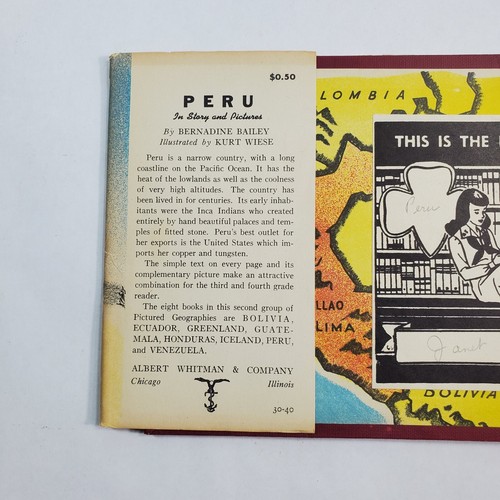 $0.50
PERU
In Story and Pictures
By BERNADINE BAILEY
Illustrated by KURT WIESE
Peru is a narrow country, with a long
coastline on the Pacific Ocean. It has the
heat of the lowlands as well as the coolness
of very high altitudes. The country has
been lived in for centuries. Its early inhabi-
tants were the Inca Indians who created
entirely by hand beautiful palaces and tem-
ples of fitted stone. Peru's best outlet for
her exports is the United States which im-
ports her copper and tungsten.
The simple text on every page and its
complementary picture make an attractive
combination for the third and fourth grade
reader.
The eight books in this second group of
Pictured Geographies are BOLIVIA,
ECUADOR, GREENLAND, GUATE-
MALA, HONDURAS, ICELAND, PERU,
and VENEZUELA.
ALBERT WHITMAN & COMPANY
Chicago Illinois
30-40
LOMBIA
THIS IS THE
Peru
LLAO
LIMA
Janet
BOLIVIA